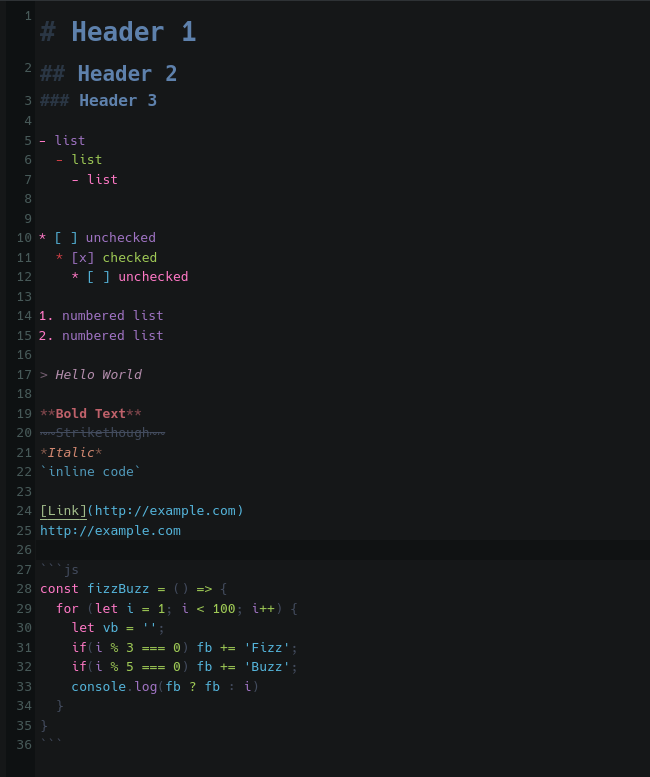 1 # Header 1
2 ## Header 2
3 ### Header 3
4
5 - list
6   - list
7     - list
8
9
10 * [ ] unchecked
11   * [x] checked
12     * [ ] unchecked
13
14 1. numbered list
15 2. numbered list
16
17 > Hello World
18
19 **Bold Text**
20 ~~Strikethough~~
21 *Italic*
22 `inline code`
23
24 [Link](http://example.com)
25 http://example.com
26
27 ```js
28 const fizzBuzz = () => {
29   for (let i = 1; i < 100; i++) {
30     let vb = '';
31     if(i % 3 === 0) fb += 'Fizz';
32     if(i % 5 === 0) fb += 'Buzz';
33     console.log(fb ? fb : i)
34   }
35 }
36 ```